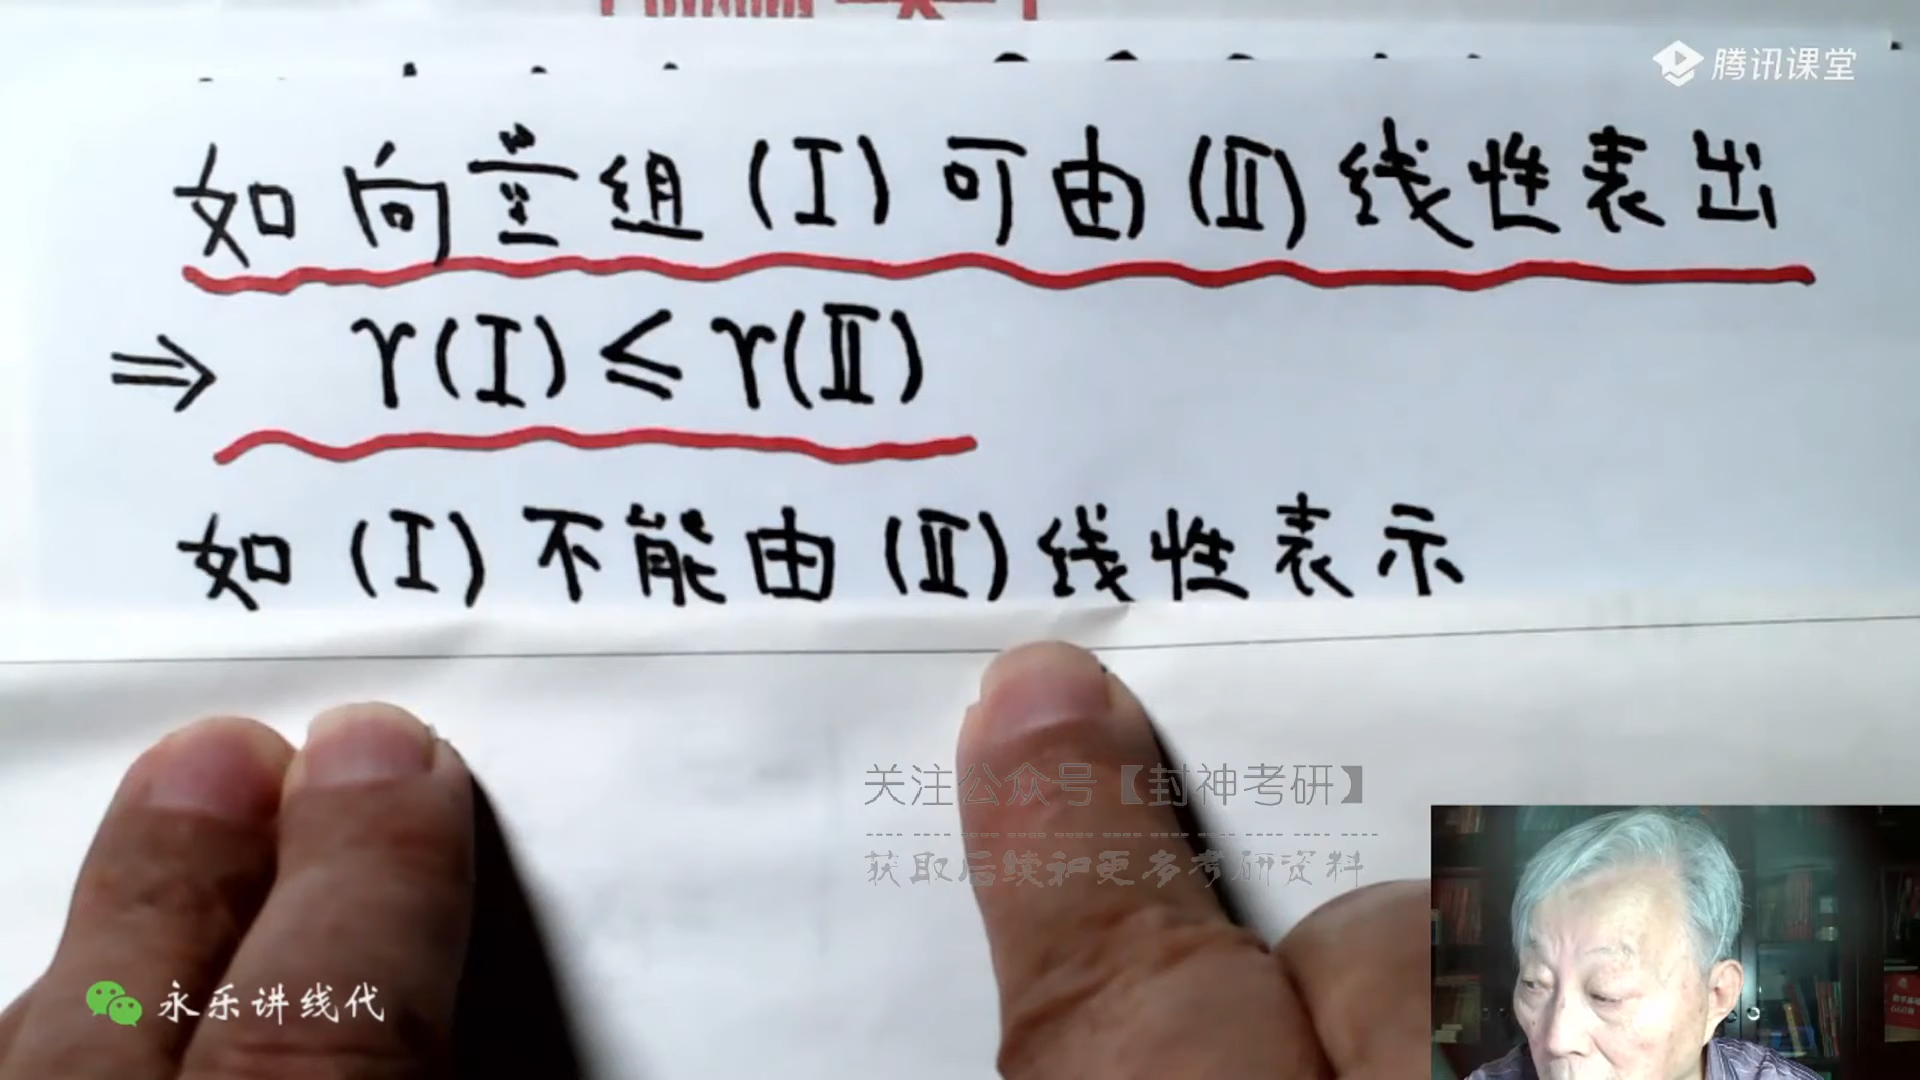 腾讯课堂
如向量组(Ⅰ)可由(Ⅱ)线性表出
⇒ r(Ⅰ)≤r(Ⅱ)
如(Ⅰ)不能由(Ⅱ)线性表示
关注公众号【封神考研】
获取后续和更多考研资料
永乐讲线代